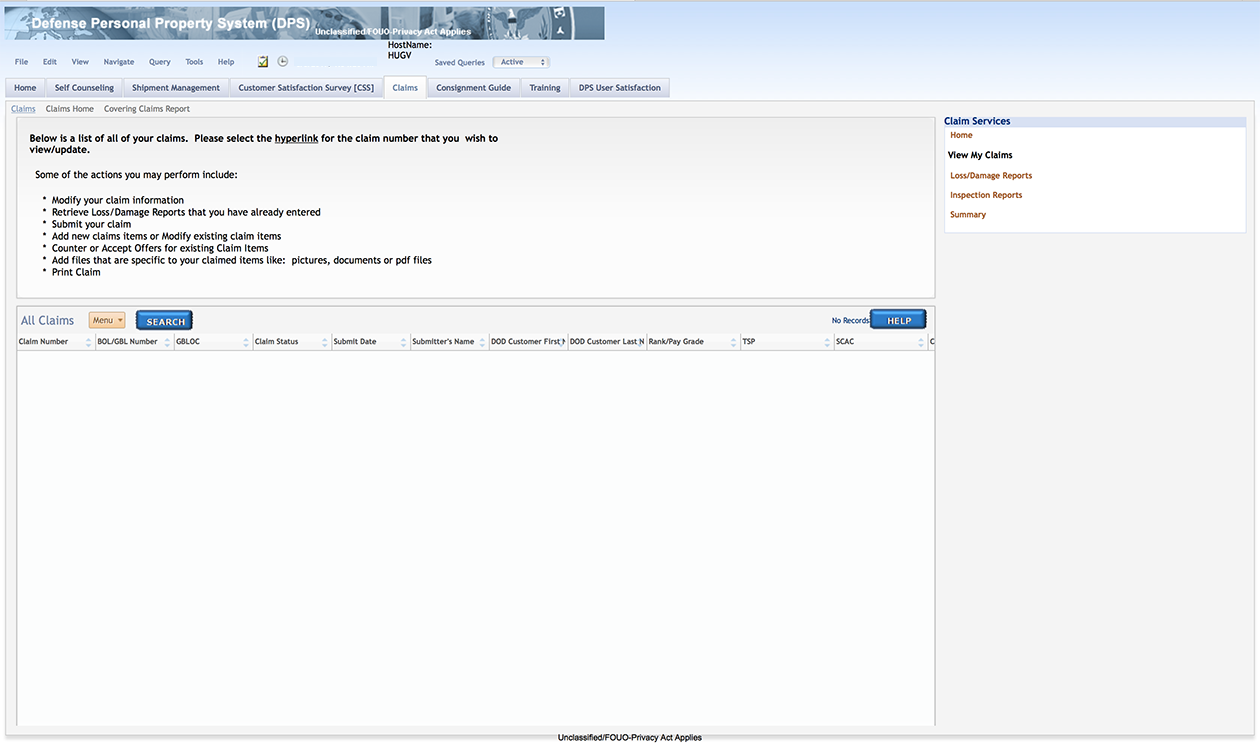 Defense Personal Property System (DPS)
Unclassified/FOUO-Privacy Act Applies
HostName:
HUGV
File Edit View Navigate Query Tools Help
Saved Queries Active
Home Self Counseling Shipment Management Customer Satisfaction Survey [CSS] Claims Consignment Guide Training DPS User Satisfaction
Claims Claims Home Covering Claims Report
Below is a list of all of your claims. Please select the hyperlink for the claim number that you wish to
view/update.
Some of the actions you may perform include:
* Modify your claim information
* Retrieve Loss/Damage Reports that you have already entered
* Submit your claim
* Add new claims items or Modify existing claim items
* Counter or Accept Offers for existing Claim Items
* Add files that are specific to your claimed items like: pictures, documents or pdf files
* Print Claim
Claim Services
Home
View My Claims
Loss/Damage Reports
Inspection Reports
Summary
All Claims Menu SEARCH No Records HELP
Claim Number BOL/GBL Number GBLOC Claim Status Submit Date Submitter's Name DOD Customer First N DOD Customer Last N Rank/Pay Grade TSP SCAC C
Unclassified/FOUO-Privacy Act Applies